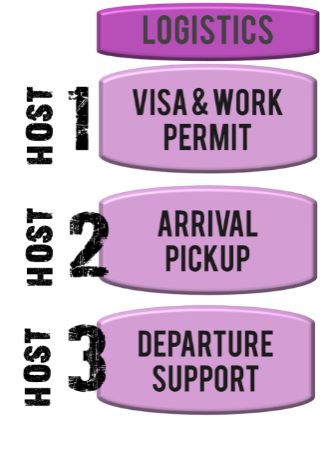 LOGISTICS
HOST 1
VISA & WORK
PERMIT
HOST 2
ARRIVAL
PICKUP
HOST 3
DEPARTURE
SUPPORT